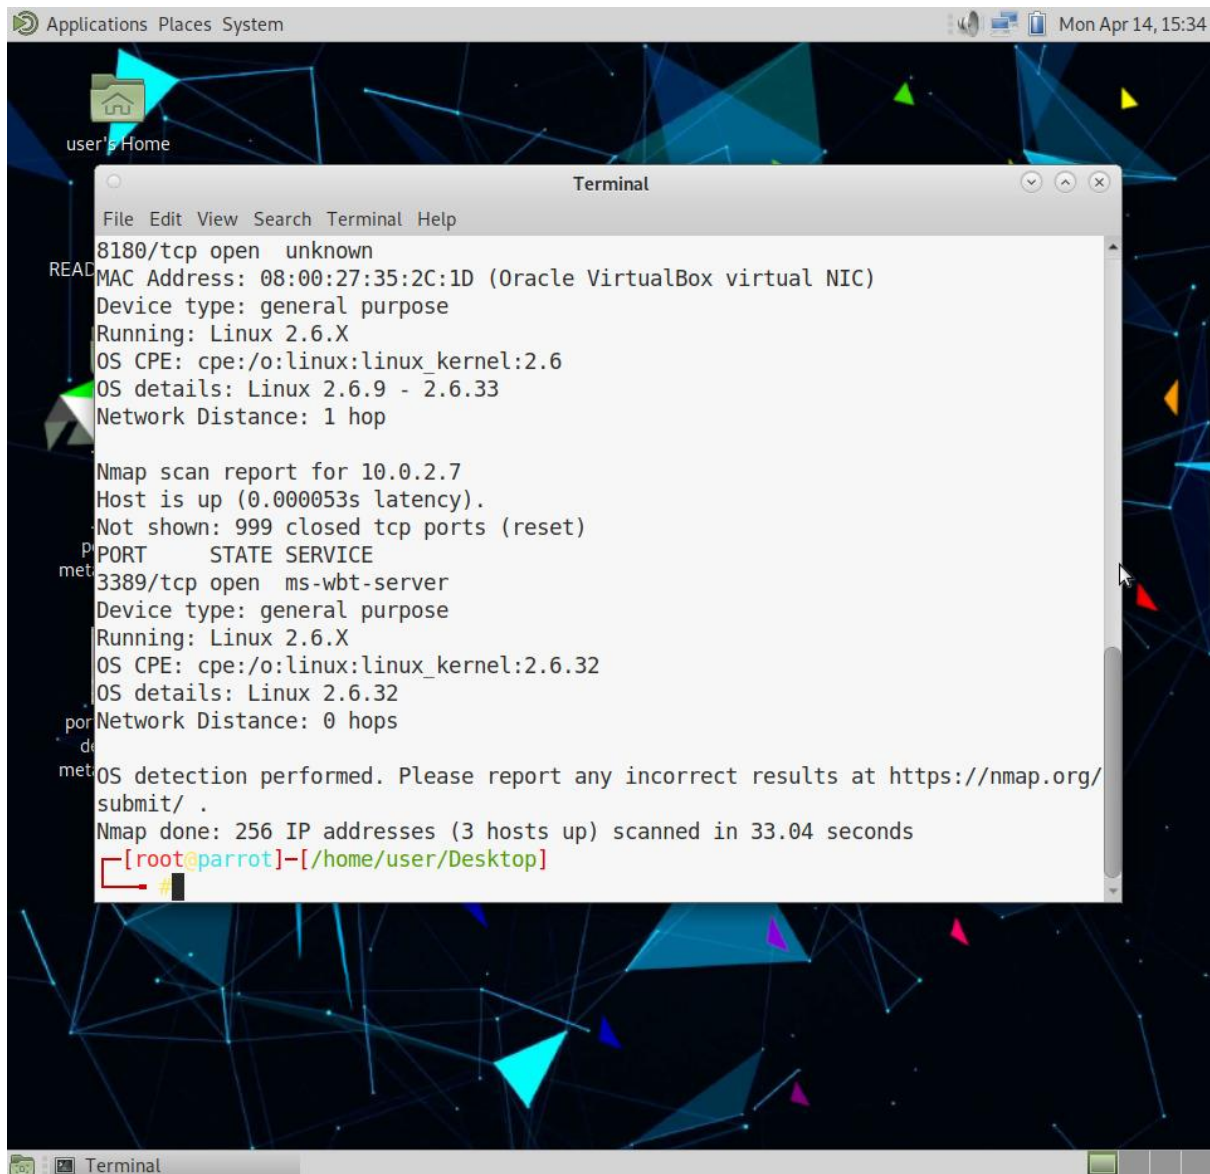 Applications Places System
Mon Apr 14, 15:34
user's Home
Terminal
File Edit View Search Terminal Help
READ
8180/tcp open  unknown
MAC Address: 08:00:27:35:2C:1D (Oracle VirtualBox virtual NIC)
Device type: general purpose
Running: Linux 2.6.X
OS CPE: cpe:/o:linux:linux_kernel:2.6
OS details: Linux 2.6.9 - 2.6.33
Network Distance: 1 hop
Nmap scan report for 10.0.2.7
Host is up (0.000053s latency).
Not shown: 999 closed tcp ports (reset)
PORT     STATE SERVICE
3389/tcp open  ms-wbt-server
Device type: general purpose
Running: Linux 2.6.X
OS CPE: cpe:/o:linux:linux_kernel:2.6.32
OS details: Linux 2.6.32
Network Distance: 0 hops
OS detection performed. Please report any incorrect results at https://nmap.org/
submit/ .
Nmap done: 256 IP addresses (3 hosts up) scanned in 33.04 seconds
[root@parrot]-[/home/user/Desktop]
#
meta
por
de
meta
Terminal